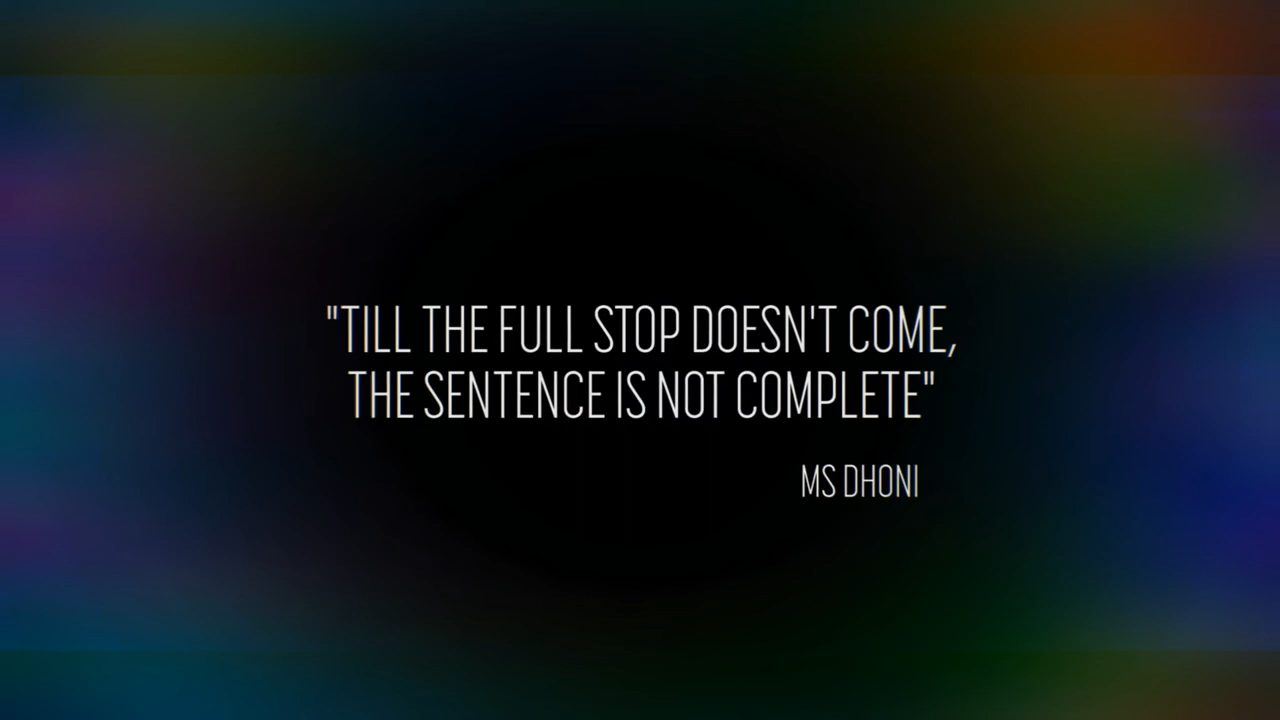 "TILL THE FULL STOP DOESN'T COME,
THE SENTENCE IS NOT COMPLETE"
MS DHONI